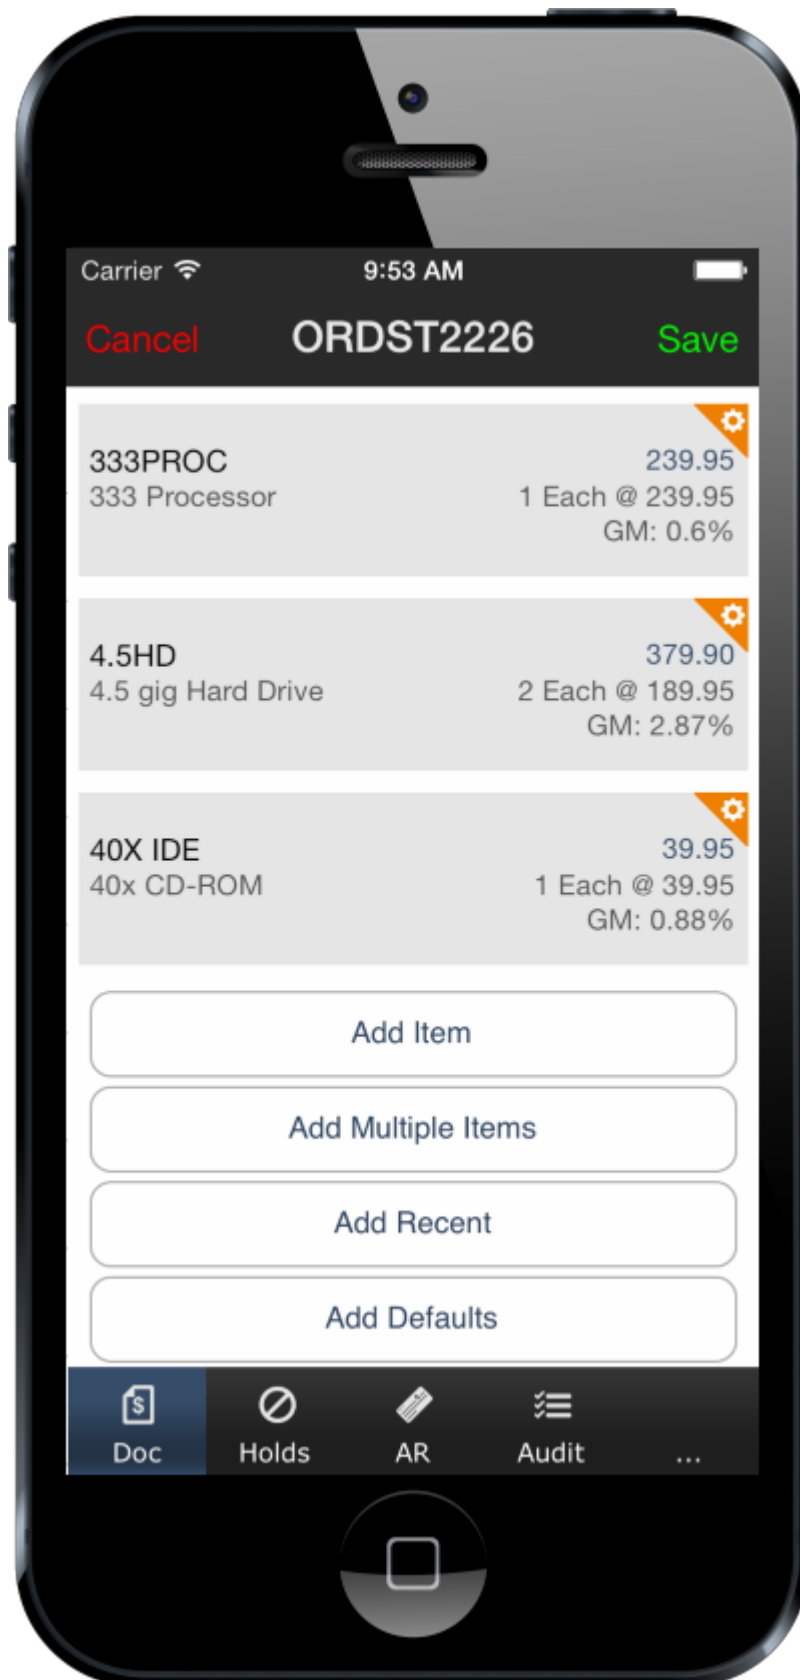 Carrier 9:53 AM
Cancel ORDST2226 Save
333PROC 239.95
333 Processor 1 Each @ 239.95
GM: 0.6%
4.5HD 379.90
4.5 gig Hard Drive 2 Each @ 189.95
GM: 2.87%
40X IDE 39.95
40x CD-ROM 1 Each @ 39.95
GM: 0.88%
Add Item
Add Multiple Items
Add Recent
Add Defaults
$
Doc Holds AR Audit ...